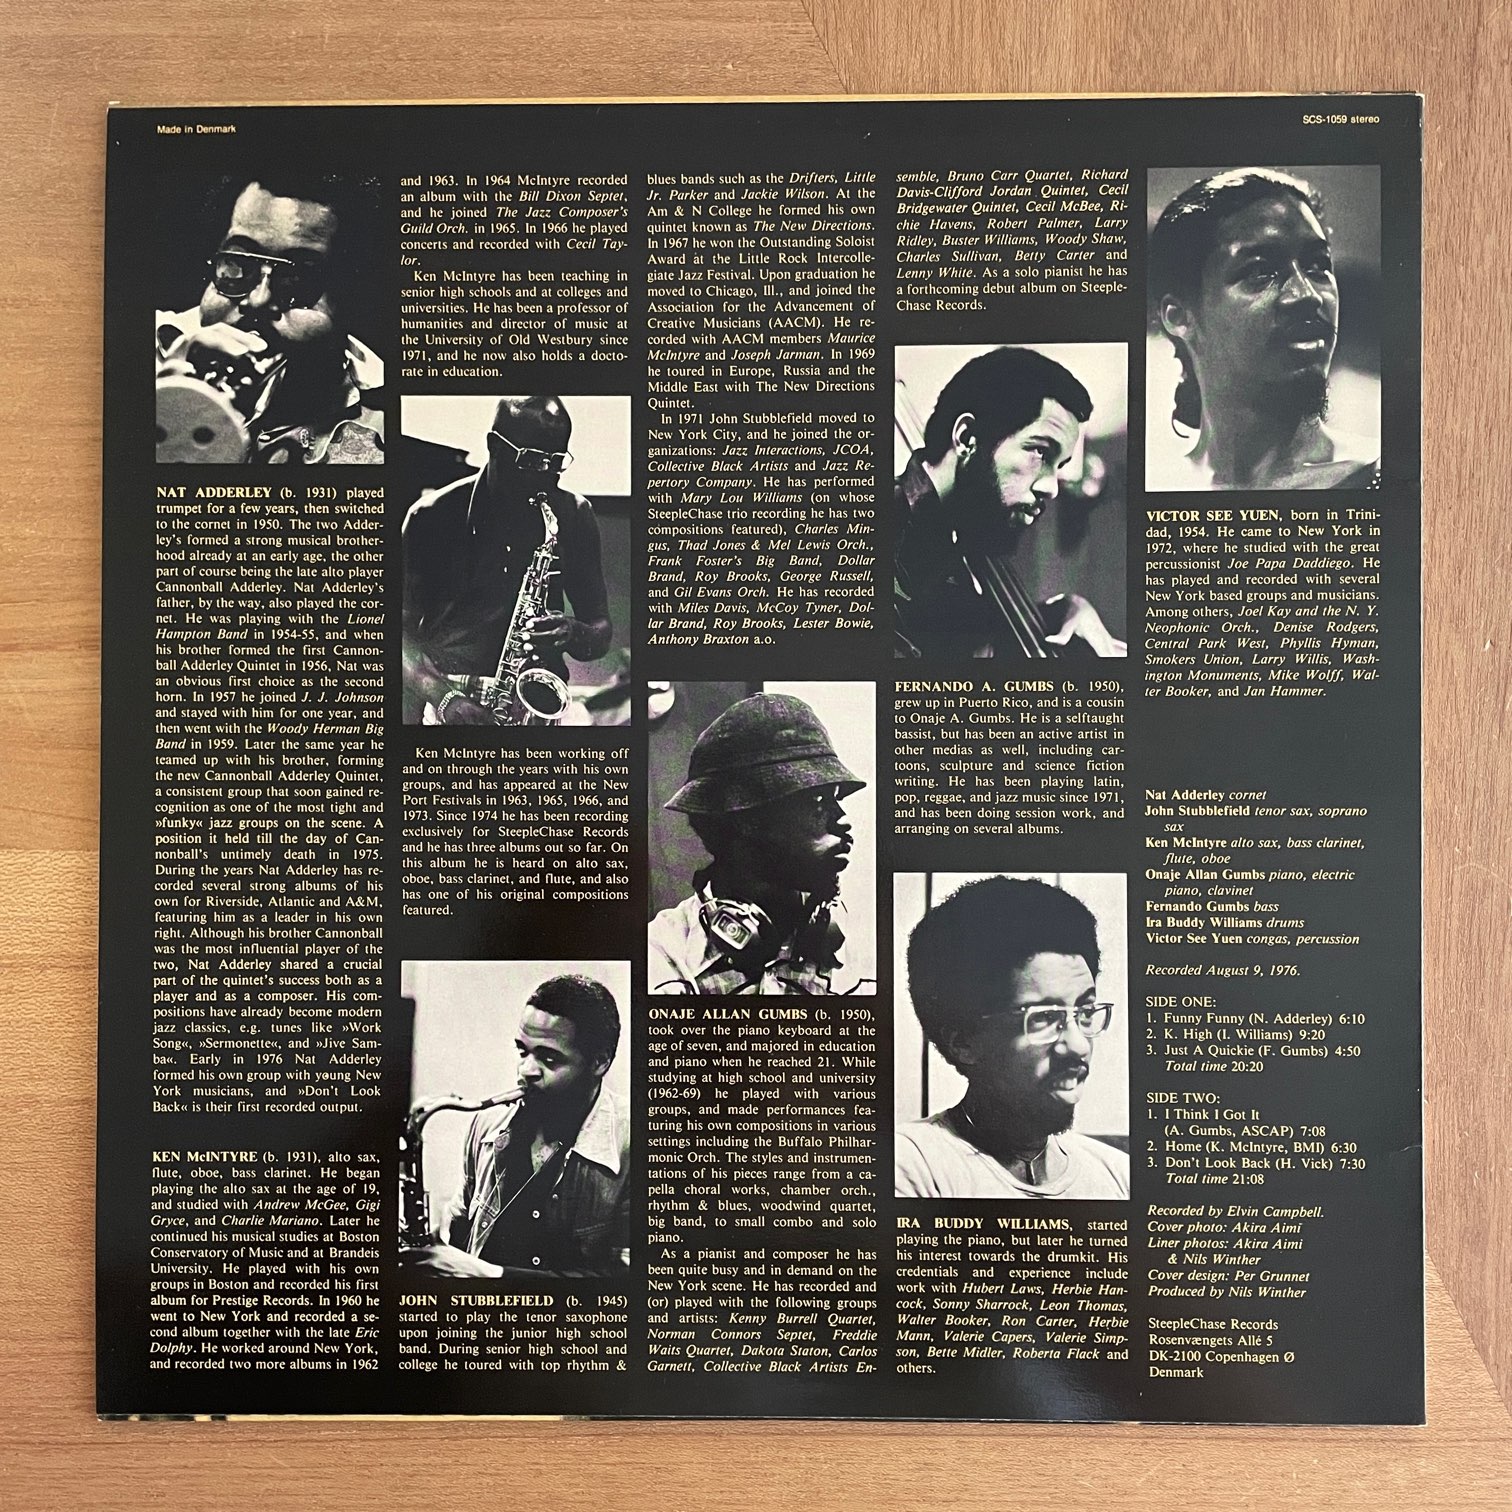 Made in Denmark
SCS-1059 stereo
NAT ADDERLEY (b. 1931) played
trumpet for a few years, then switched
to the cornet in 1950. The two Adder-
ley's formed a strong musical brother-
hood already at an early age, the other
part of course being the late alto player
Cannonball Adderley. Nat Adderley's
father, by the way, also played the cor-
net. He was playing with the Lionel
Hampton Band in 1954-55, and when
his brother formed the first Cannon-
ball Adderley Quintet in 1956, Nat was
an obvious first choice as the second
horn. In 1957 he joined J. J. Johnson
and stayed with him for one year, and
then went with the Woody Herman Big
Band in 1959. Later the same year he
teamed up with his brother, forming
the new Cannonball Adderley Quintet,
a consistent group that soon gained re-
cognition as one of the most tight and
»funky« jazz groups on the scene. A
position it held till the day of Can-
nonball's untimely death in 1975.
During the years Nat Adderley has re-
corded several strong albums of his
own for Riverside, Atlantic and A&M,
featuring him as a leader in his own
right. Although his brother Cannonball
was the most influential player of the
two, Nat Adderley shared a crucial
part of the quintet's success both as a
player and as a composer. His com-
positions have already become modern
jazz classics, e.g. tunes like »Work
Song«, »Sermonette«, and »Jive Sam-
ba«. Early in 1976 Nat Adderley
formed his own group with young New
York musicians, and »Don't Look
Back« is their first recorded output.
KEN McINTYRE (b. 1931), alto sax,
flute, oboe, bass clarinet. He began
playing the alto sax at the age of 19,
and studied with Andrew McGee, Gigi
Gryce, and Charlie Mariano. Later he
continued his musical studies at Boston
Conservatory of Music and at Brandeis
University. He played with his own
groups in Boston and recorded his first
album for Prestige Records. In 1960 he
went to New York and recorded a se-
cond album together with the late Eric
Dolphy. He worked around New York,
and recorded two more albums in 1962
and 1963. In 1964 McIntyre recorded
an album with the Bill Dixon Septet,
and he joined The Jazz Composer's
Guild Orch. in 1965. In 1966 he played
concerts and recorded with Cecil Tay-
lor.
Ken McIntyre has been teaching in
senior high schools and at colleges and
universities. He has been a professor of
humanities and director of music at
the University of Old Westbury since
1971, and he now also holds a docto-
rate in education.
Ken McIntyre has been working off
and on through the years with his own
groups, and has appeared at the New
Port Festivals in 1963, 1965, 1966, and
1973. Since 1974 he has been recording
exclusively for SteepleChase Records
and he has three albums out so far. On
this album he is heard on alto sax,
oboe, bass clarinet, and flute, and also
has one of his original compositions
featured.
JOHN STUBBLEFIELD (b. 1945)
started to play the tenor saxophone
upon joining the junior high school
band. During senior high school and
college he toured with top rhythm &
blues bands such as the Drifters, Little
Jr. Parker and Jackie Wilson. At the
Am & N College he formed his own
quintet known as The New Directions.
In 1967 he won the Outstanding Soloist
Award at the Little Rock Intercolle-
giate Jazz Festival. Upon graduation he
moved to Chicago, Ill., and joined the
Association for the Advancement of
Creative Musicians (AACM). He re-
corded with AACM members Maurice
McIntyre and Joseph Jarman. In 1969
he toured in Europe, Russia and the
Middle East with The New Directions
Quintet.
In 1971 John Stubblefield moved to
New York City, and he joined the or-
ganizations: Jazz Interactions, JCOA,
Collective Black Artists and Jazz Re-
pertory Company. He has performed
with Mary Lou Williams (on whose
SteepleChase trio recording he has two
compositions featured), Charles Min-
gus, Thad Jones & Mel Lewis Orch.,
Frank Foster's Big Band, Dollar
Brand, Roy Brooks, George Russell,
and Gil Evans Orch. He has recorded
with Miles Davis, McCoy Tyner, Dol-
lar Brand, Roy Brooks, Lester Bowie,
Anthony Braxton a.o.
ONAJE ALLAN GUMBS (b. 1950),
took over the piano keyboard at the
age of seven, and majored in education
and piano when he reached 21. While
studying at high school and university
(1962-69) he played with various
groups, and made performances fea-
turing his own compositions in various
settings including the Buffalo Philhar-
monic Orch. The styles and instrumen-
tations of his pieces range from a ca-
pella choral works, chamber orch.,
rhythm & blues, woodwind quartet,
big band, to small combo and solo
piano.
As a pianist and composer he has
been quite busy and in demand on the
New York scene. He has recorded and
(or) played with the following groups
and artists: Kenny Burrell Quartet,
Norman Connors Septet, Freddie
Waits Quartet, Dakota Staton, Carlos
Garnett, Collective Black Artists En-
semble, Bruno Carr Quartet, Richard
Davis-Clifford Jordan Quintet, Cecil
Bridgewater Quintet, Cecil McBee, Ri-
chie Havens, Robert Palmer, Larry
Ridley, Buster Williams, Woody Shaw,
Charles Sullivan, Betty Carter and
Lenny White. As a solo pianist he has
a forthcoming debut album on Steeple-
Chase Records.
FERNANDO A. GUMBS (b. 1950),
grew up in Puerto Rico, and is a cousin
to Onaje A. Gumbs. He is a selftaught
bassist, but has been an active artist in
other medias as well, including car-
toons, sculpture and science fiction
writing. He has been playing latin,
pop, reggae, and jazz music since 1971,
and has been doing session work, and
arranging on several albums.
IRA BUDDY WILLIAMS, started
playing the piano, but later he turned
his interest towards the drumkit. His
credentials and experience include
work with Hubert Laws, Herbie Han-
cock, Sonny Sharrock, Leon Thomas,
Walter Booker, Ron Carter, Herbie
Mann, Valerie Capers, Valerie Simp-
son, Bette Midler, Roberta Flack and
others.
VICTOR SEE YUEN, born in Trini-
dad, 1954. He came to New York in
1972, where he studied with the great
percussionist Joe Papa Daddiego. He
has played and recorded with several
New York based groups and musicians.
Among others, Joel Kay and the N. Y.
Neophonic Orch., Denise Rodgers,
Central Park West, Phyllis Hyman,
Smokers Union, Larry Willis, Wash-
ington Monuments, Mike Wolff, Wal-
ter Booker, and Jan Hammer.
Nat Adderley cornet
John Stubblefield tenor sax, soprano
sax
Ken McIntyre alto sax, bass clarinet,
flute, oboe
Onaje Allan Gumbs piano, electric
piano, clavinet
Fernando Gumbs bass
Ira Buddy Williams drums
Victor See Yuen congas, percussion
Recorded August 9, 1976.
SIDE ONE:
1. Funny Funny (N. Adderley) 6:10
2. K. High (I. Williams) 9:20
3. Just A Quickie (F. Gumbs) 4:50
Total time 20:20
SIDE TWO:
1. I Think I Got It
(A. Gumbs, ASCAP) 7:08
2. Home (K. McIntyre, BMI) 6:30
3. Don't Look Back (H. Vick) 7:30
Total time 21:08
Recorded by Elvin Campbell.
Cover photo: Akira Aimi
Liner photos: Akira Aimi
& Nils Winther
Cover design: Per Grunnet
Produced by Nils Winther
SteepleChase Records
Rosenvængets Allé 5
DK-2100 Copenhagen Ø
Denmark